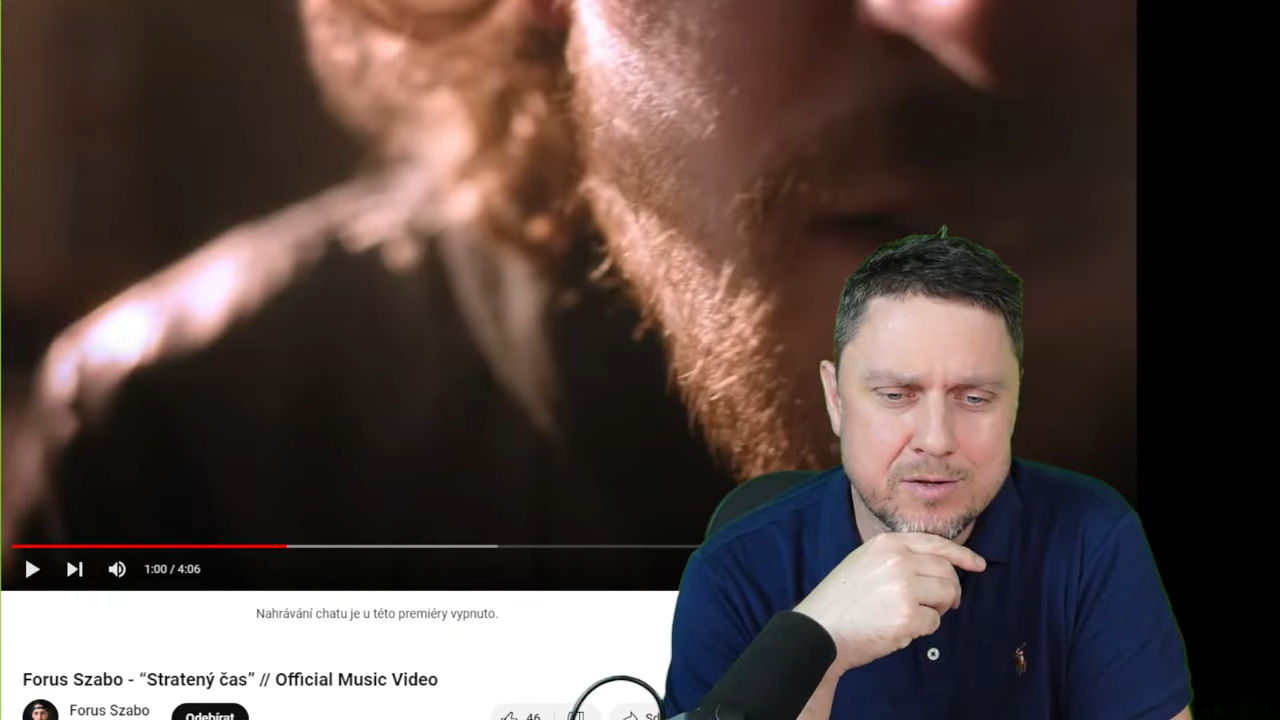 1:00 / 4:06
Nahrávání chatu je u této premiéry vypnuto.
Forus Szabo - “Stratený čas” // Official Music Video
Forus Szabo
Odebírat
46